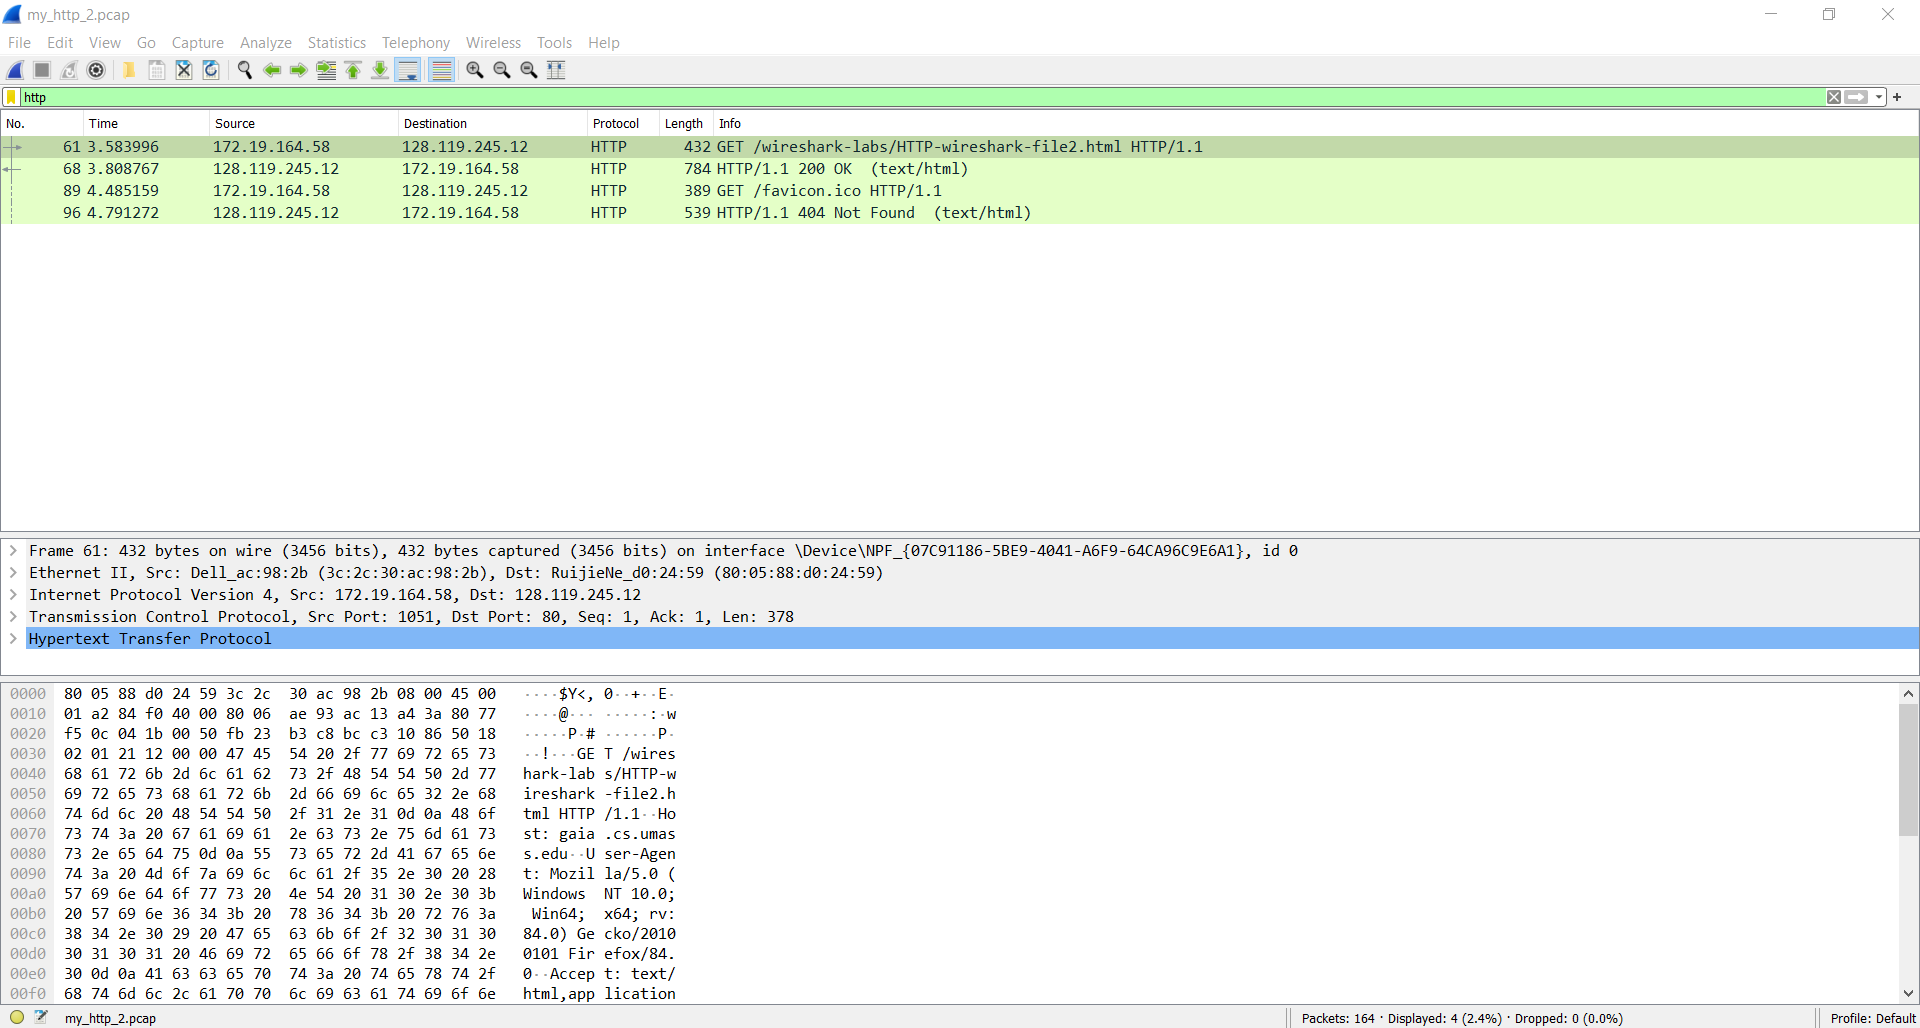 my_http_2.pcap
File Edit View Go Capture Analyze Statistics Telephony Wireless Tools Help
http
No. Time Source Destination Protocol Length Info
61 3.583996 172.19.164.58 128.119.245.12 HTTP 432 GET /wireshark-labs/HTTP-wireshark-file2.html HTTP/1.1
68 3.808767 128.119.245.12 172.19.164.58 HTTP 784 HTTP/1.1 200 OK  (text/html)
89 4.485159 172.19.164.58 128.119.245.12 HTTP 389 GET /favicon.ico HTTP/1.1
96 4.791272 128.119.245.12 172.19.164.58 HTTP 539 HTTP/1.1 404 Not Found  (text/html)
Frame 61: 432 bytes on wire (3456 bits), 432 bytes captured (3456 bits) on interface \Device\NPF_{07C91186-5BE9-4041-A6F9-64CA96C9E6A1}, id 0
Ethernet II, Src: Dell_ac:98:2b (3c:2c:30:ac:98:2b), Dst: RuijieNe_d0:24:59 (80:05:88:d0:24:59)
Internet Protocol Version 4, Src: 172.19.164.58, Dst: 128.119.245.12
Transmission Control Protocol, Src Port: 1051, Dst Port: 80, Seq: 1, Ack: 1, Len: 378
Hypertext Transfer Protocol
0000 80 05 88 d0 24 59 3c 2c 30 ac 98 2b 08 00 45 00 ····$Y<, 0··+··E·
0010 01 a2 84 f0 40 00 80 06 ae 93 ac 13 a4 3a 80 77 ····@··· ·····:·w
0020 f5 0c 04 1b 00 50 fb 23 b3 c8 bc c3 10 86 50 18 ·····P·# ······P·
0030 02 01 21 12 00 00 47 45 54 20 2f 77 69 72 65 73 ··!···GE T /wires
0040 68 61 72 6b 2d 6c 61 62 73 2f 48 54 54 50 2d 77 hark-lab s/HTTP-w
0050 69 72 65 73 68 61 72 6b 2d 66 69 6c 65 32 2e 68 ireshark -file2.h
0060 74 6d 6c 20 48 54 54 50 2f 31 2e 31 0d 0a 48 6f tml HTTP /1.1··Ho
0070 73 74 3a 20 67 61 69 61 2e 63 73 2e 75 6d 61 73 st: gaia .cs.umas
0080 73 2e 65 64 75 0d 0a 55 73 65 72 2d 41 67 65 6e s.edu··U ser-Agen
0090 74 3a 20 4d 6f 7a 69 6c 6c 61 2f 35 2e 30 20 28 t: Mozil la/5.0 (
00a0 57 69 6e 64 6f 77 73 20 4e 54 20 31 30 2e 30 3b Windows  NT 10.0;
00b0 20 57 69 6e 36 34 3b 20 78 36 34 3b 20 72 76 3a  Win64;  x64; rv:
00c0 38 34 2e 30 29 20 47 65 63 6b 6f 2f 32 30 31 30 84.0) Ge cko/2010
00d0 30 31 30 31 20 46 69 72 65 66 6f 78 2f 38 34 2e 0101 Fir efox/84.
00e0 30 0d 0a 41 63 63 65 70 74 3a 20 74 65 78 74 2f 0··Accep t: text/
00f0 68 74 6d 6c 2c 61 70 70 6c 69 63 61 74 69 6f 6e html,app lication
my_http_2.pcap Packets: 164 · Displayed: 4 (2.4%) · Dropped: 0 (0.0%) Profile: Default